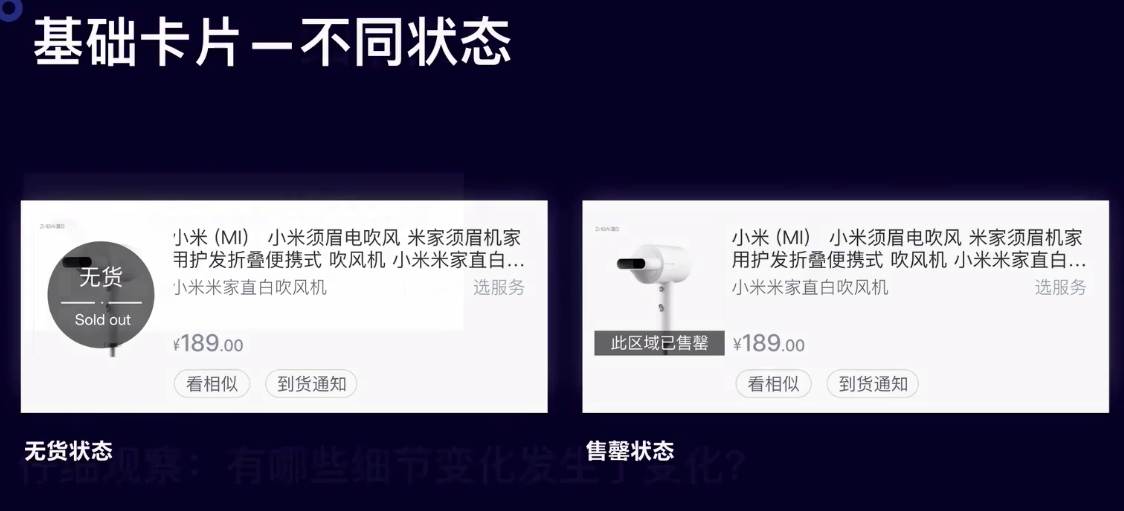 基础卡片—不同状态
小米（MI） 小米须眉电吹风 米家须眉机家
用护发折叠便携式 吹风机 小米米家直白...
小米米家直白吹风机
选服务
无货
Sold out
¥189.00
看相似
到货通知
无货状态
小米（MI） 小米须眉电吹风 米家须眉机家
用护发折叠便携式 吹风机 小米米家直白...
小米米家直白吹风机
选服务
此区域已售罄
¥189.00
看相似
到货通知
售罄状态
仔细观察：有哪些细节变化发生了变化？